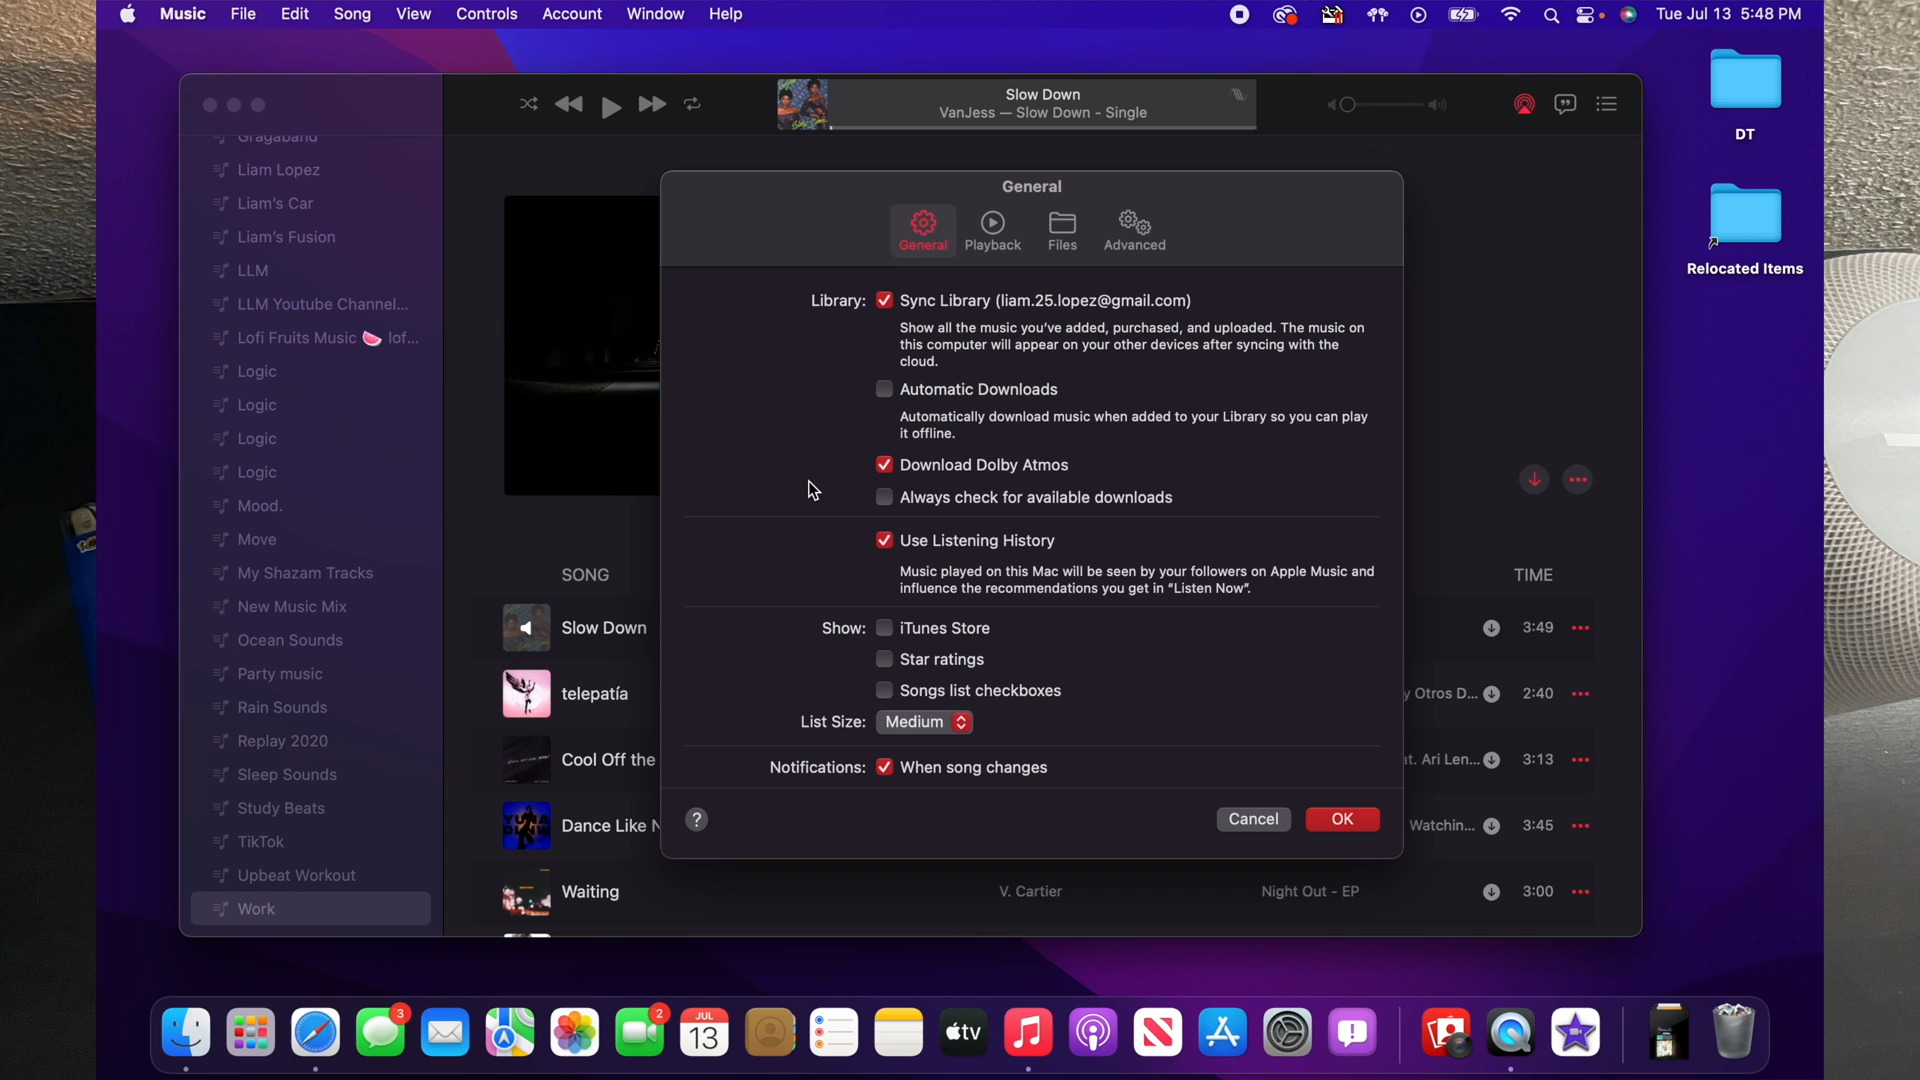 Music File Edit Song View Controls Account Window Help
Tue Jul 13 5:48 PM
DT
Relocated Items
Slow Down
VanJess — Slow Down - Single
Liam Lopez
Liam's Car
Liam's Fusion
LLM
LLM Youtube Channel...
Lofi Fruits Music 🍉 lof...
Logic
Logic
Logic
Logic
Mood.
Move
My Shazam Tracks
New Music Mix
Ocean Sounds
Party music
Rain Sounds
Replay 2020
Sleep Sounds
Study Beats
TikTok
Upbeat Workout
Work
General
General Playback Files Advanced
Library: Sync Library (liam.25.lopez@gmail.com)
Show all the music you've added, purchased, and uploaded. The music on
this computer will appear on your other devices after syncing with the
cloud.
Automatic Downloads
Automatically download music when added to your Library so you can play
it offline.
Download Dolby Atmos
Always check for available downloads
Use Listening History
Music played on this Mac will be seen by your followers on Apple Music and
influence the recommendations you get in "Listen Now".
Show: iTunes Store
Star ratings
Songs list checkboxes
List Size: Medium
Notifications: When song changes
? Cancel OK
SONG TIME
Slow Down 3:49
telepatía y Otros D... 2:40
Cool Off the at. Ari Len... 3:13
Dance Like Watchin... 3:45
Waiting V. Cartier Night Out - EP 3:00
3
2
JUL
13
tv